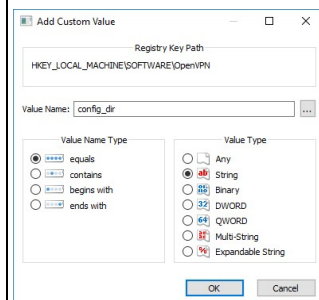 Add Custom Value
Registry Key Path
HKEY_LOCAL_MACHINE\SOFTWARE\OpenVPN
Value Name: config_dir ...
Value Name Type
equals
contains
begins with
ends with
Value Type
Any
String
Binary
DWORD
QWORD
Multi-String
Expandable String
OK Cancel